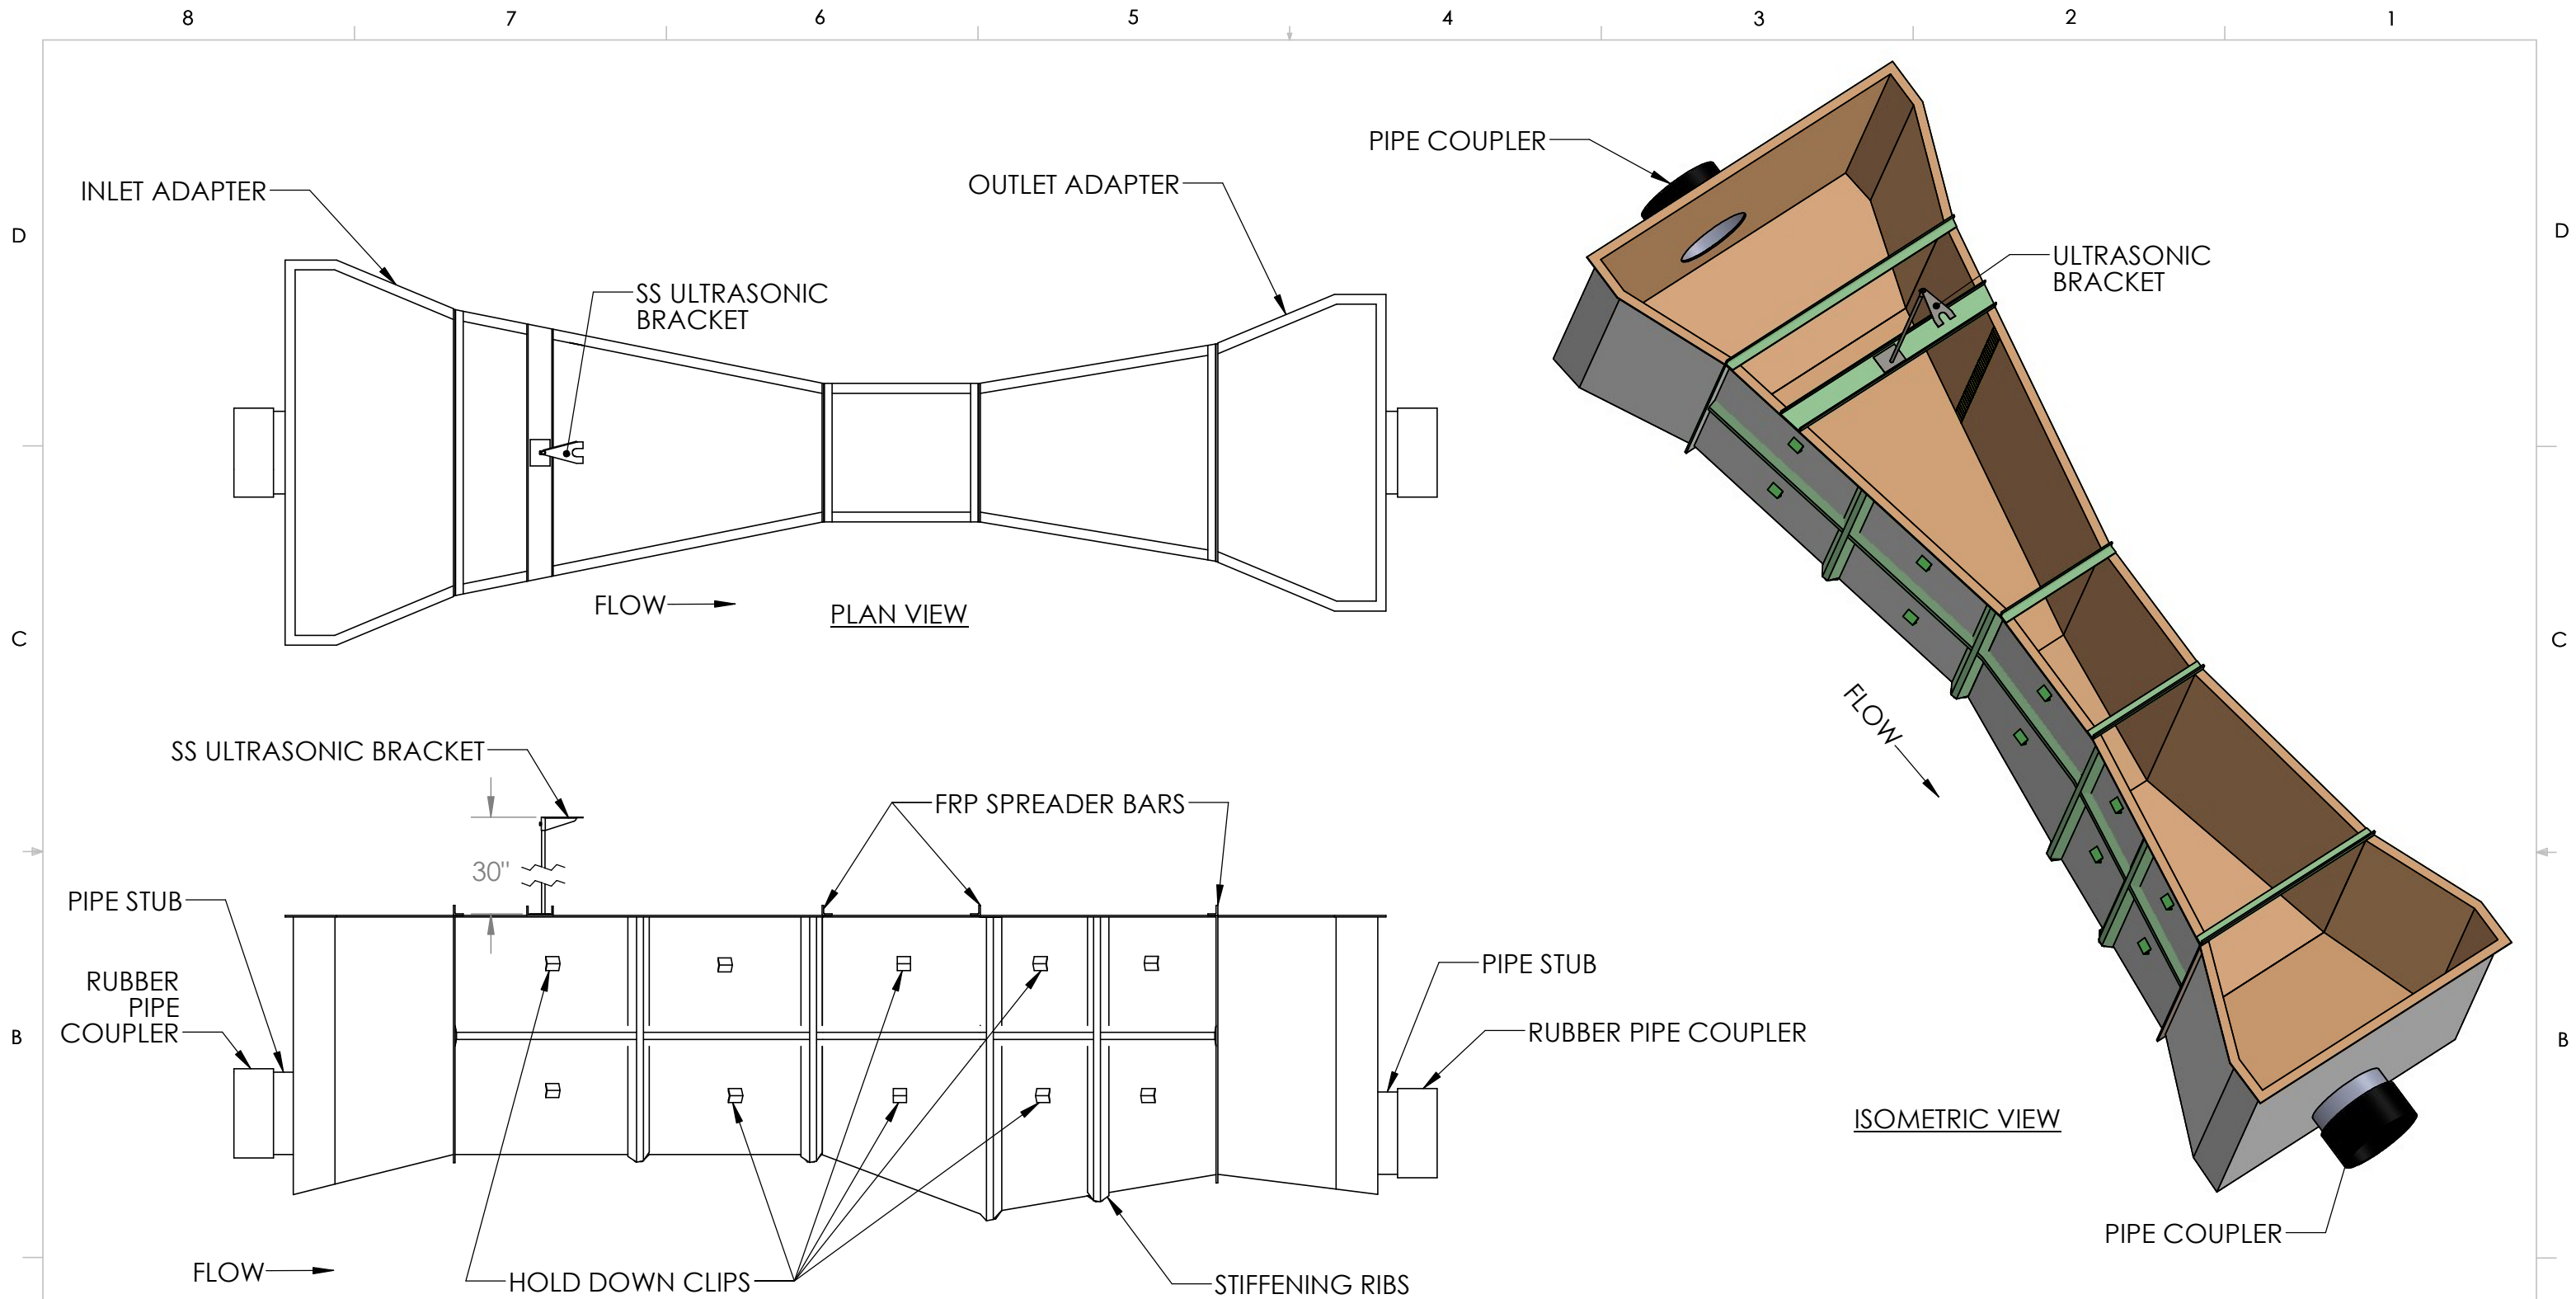 8 7 6 5 4 3 2 1
PIPE COUPLER
INLET ADAPTER
OUTLET ADAPTER
D
D
ULTRASONIC
BRACKET
SS ULTRASONIC
BRACKET
FLOW
PLAN VIEW
C
C
FLOW
SS ULTRASONIC BRACKET
FRP SPREADER BARS
30"
PIPE STUB
PIPE STUB
RUBBER
PIPE
COUPLER
RUBBER PIPE COUPLER
B
B
ISOMETRIC VIEW
PIPE COUPLER
FLOW
HOLD DOWN CLIPS
STIFFENING RIBS